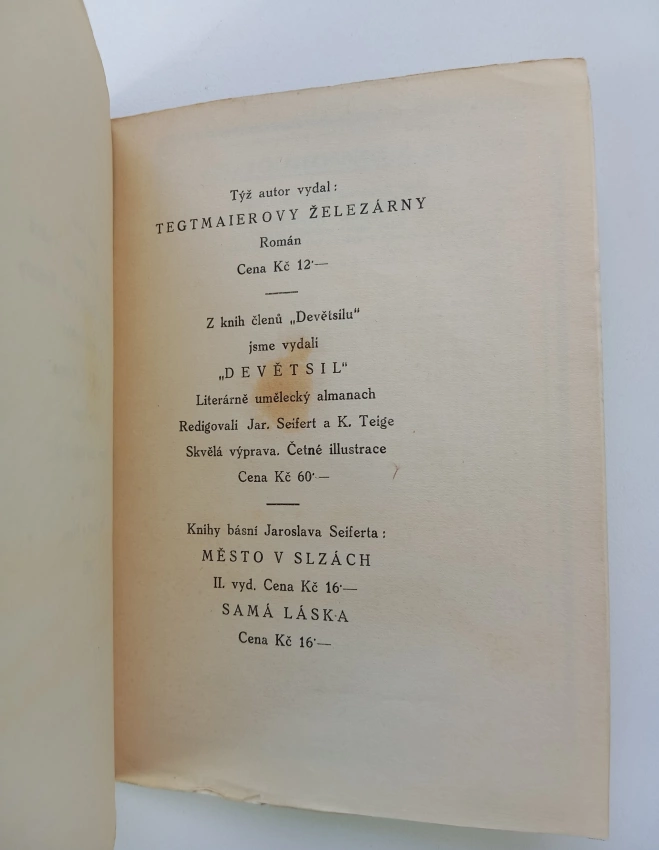 Týž autor vydal :
TEGTMAIEROVY ŽELEZÁRNY
Román
Cena Kč 12·—
Z knih členů „Devětsilu“
jsme vydali
„DEVĚTSIL“
Literárně umělecký almanach
Redigovali Jar. Seifert a K. Teige
Skvělá výprava. Četné illustrace
Cena Kč 60·—
Knihy básní Jaroslava Seiferta :
MĚSTO V SLZÁCH
II. vyd. Cena Kč 16·—
SAMÁ LÁSKA
Cena Kč 16·—